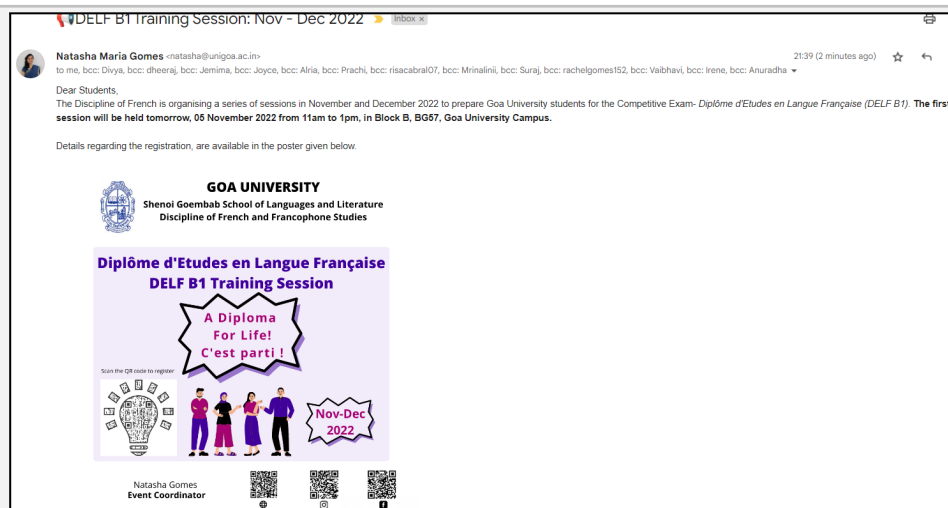 DELF B1 Training Session: Nov - Dec 2022 Inbox x
Natasha Maria Gomes <natasha@unigoa.ac.in>
21:39 (2 minutes ago)
to me, bcc: Divya, bcc: dheeraj, bcc: Jemima, bcc: Joyce, bcc: Alria, bcc: Prachi, bcc: risacabral07, bcc: Mrinalinii, bcc: Suraj, bcc: rachelgomes152, bcc: Vaibhavi, bcc: Irene, bcc: Anuradha
Dear Students,
The Discipline of French is organising a series of sessions in November and December 2022 to prepare Goa University students for the Competitive Exam- Diplôme d'Etudes en Langue Française (DELF B1). The first
session will be held tomorrow, 05 November 2022 from 11am to 1pm, in Block B, BG57, Goa University Campus.
Details regarding the registration, are available in the poster given below.
GOA UNIVERSITY
Shenoi Goembab School of Languages and Literature
Discipline of French and Francophone Studies
Diplôme d'Etudes en Langue Française
DELF B1 Training Session
A Diploma
For Life!
C'est parti !
Scan the QR code to register
Nov-Dec
2022
Natasha Gomes
Event Coordinator